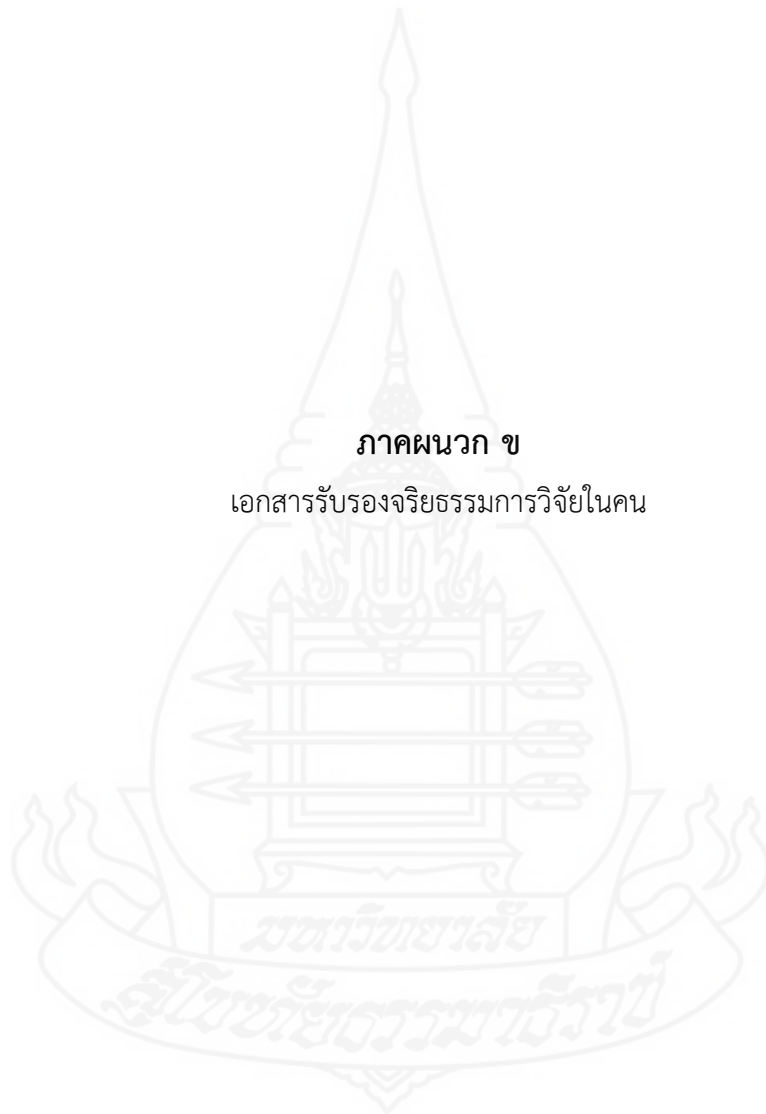 ภาคผนวก ข
เอกสารรับรองจริยธรรมการวิจัยในคน
มหาวิทยาลัย
สุโขทัยธรรมาธิราช